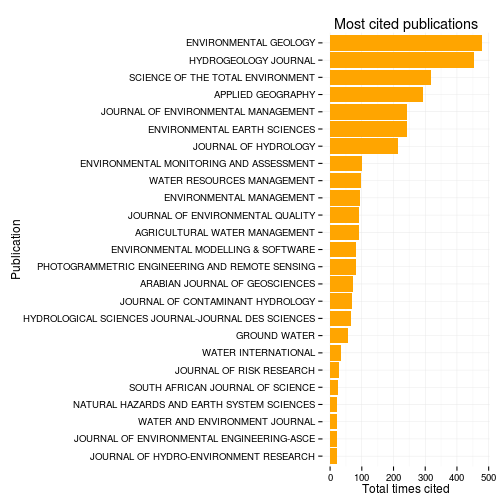 Most cited publications
ENVIRONMENTAL GEOLOGY
HYDROGEOLOGY JOURNAL
SCIENCE OF THE TOTAL ENVIRONMENT
APPLIED GEOGRAPHY
JOURNAL OF ENVIRONMENTAL MANAGEMENT
ENVIRONMENTAL EARTH SCIENCES
JOURNAL OF HYDROLOGY
ENVIRONMENTAL MONITORING AND ASSESSMENT
WATER RESOURCES MANAGEMENT
ENVIRONMENTAL MANAGEMENT
JOURNAL OF ENVIRONMENTAL QUALITY
AGRICULTURAL WATER MANAGEMENT
ENVIRONMENTAL MODELLING & SOFTWARE
PHOTOGRAMMETRIC ENGINEERING AND REMOTE SENSING
ARABIAN JOURNAL OF GEOSCIENCES
JOURNAL OF CONTAMINANT HYDROLOGY
HYDROLOGICAL SCIENCES JOURNAL-JOURNAL DES SCIENCES
GROUND WATER
WATER INTERNATIONAL
JOURNAL OF RISK RESEARCH
SOUTH AFRICAN JOURNAL OF SCIENCE
NATURAL HAZARDS AND EARTH SYSTEM SCIENCES
WATER AND ENVIRONMENT JOURNAL
JOURNAL OF ENVIRONMENTAL ENGINEERING-ASCE
JOURNAL OF HYDRO-ENVIRONMENT RESEARCH
Publication
0 100 200 300 400 500
Total times cited